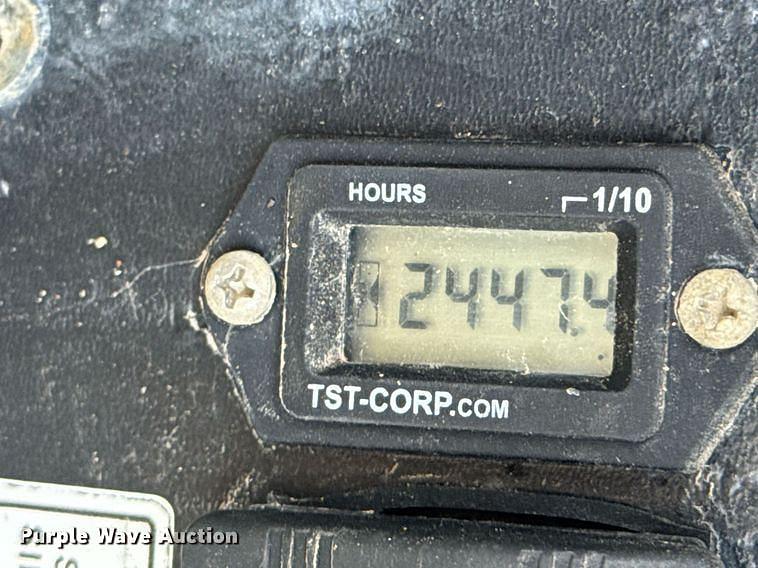 HOURS
1/10
2447.4
TST-CORP.COM
Purple Wave Auction